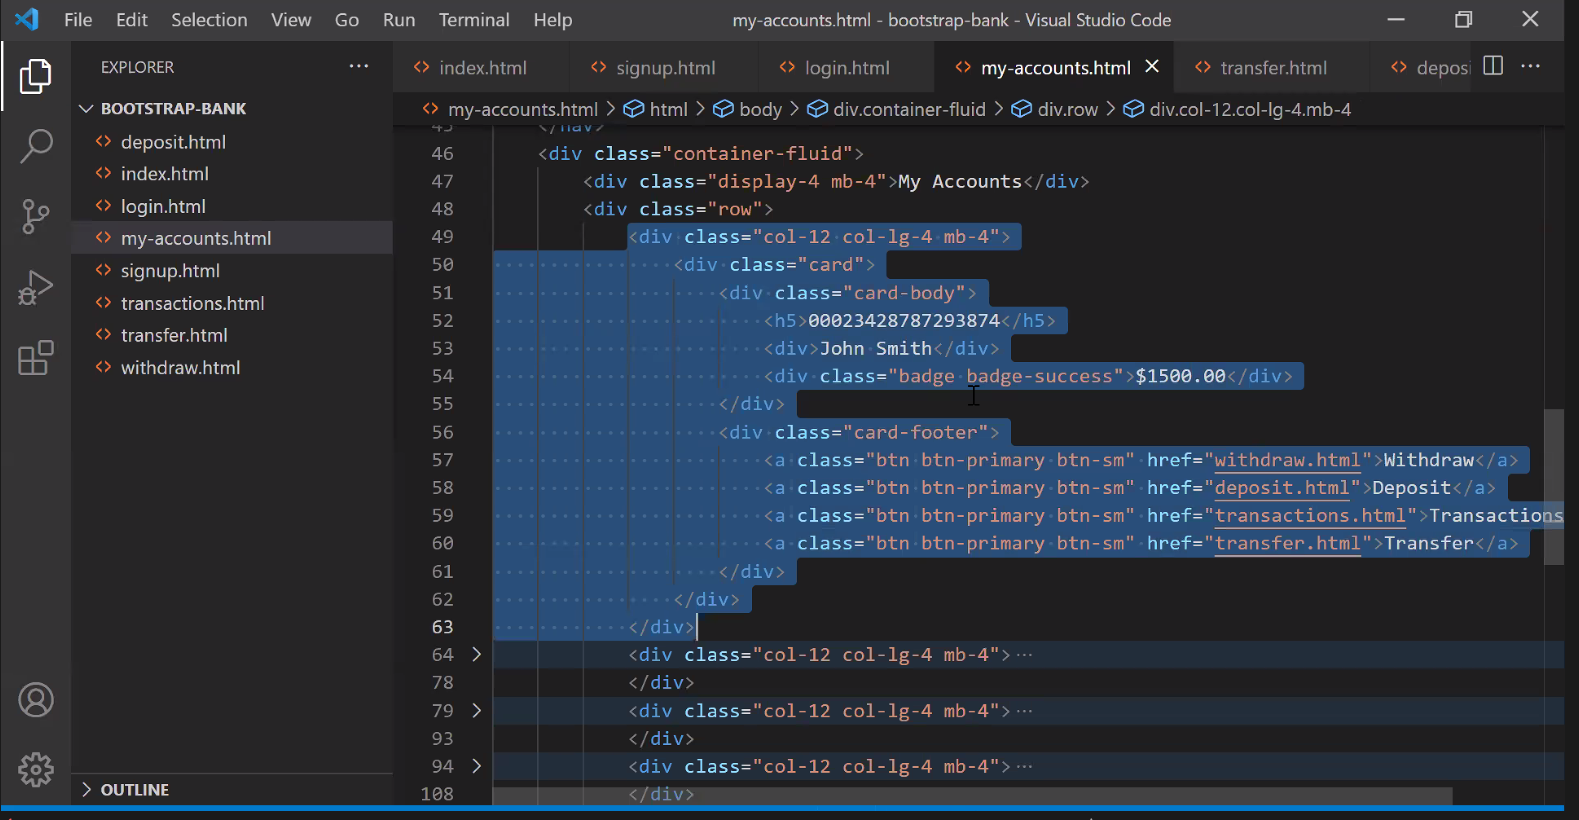 File Edit Selection View Go Run Terminal Help
my-accounts.html - bootstrap-bank - Visual Studio Code
EXPLORER
index.html signup.html login.html my-accounts.html transfer.html deposi
BOOTSTRAP-BANK
deposit.html
index.html
login.html
my-accounts.html
signup.html
transactions.html
transfer.html
withdraw.html
OUTLINE
my-accounts.html > html > body > div.container-fluid > div.row > div.col-12.col-lg-4.mb-4
45 </nav>
46 <div class="container-fluid">
47 <div class="display-4 mb-4">My Accounts</div>
48 <div class="row">
49 <div class="col-12 col-lg-4 mb-4">
50 <div class="card">
51 <div class="card-body">
52 <h5>00023428787293874</h5>
53 <div>John Smith</div>
54 <div class="badge badge-success">$1500.00</div>
55 </div>
56 <div class="card-footer">
57 <a class="btn btn-primary btn-sm" href="withdraw.html">Withdraw</a>
58 <a class="btn btn-primary btn-sm" href="deposit.html">Deposit</a>
59 <a class="btn btn-primary btn-sm" href="transactions.html">Transactions
60 <a class="btn btn-primary btn-sm" href="transfer.html">Transfer</a>
61 </div>
62 </div>
63 </div>
64 <div class="col-12 col-lg-4 mb-4">...
78 </div>
79 <div class="col-12 col-lg-4 mb-4">...
93 </div>
94 <div class="col-12 col-lg-4 mb-4">...
108 </div>